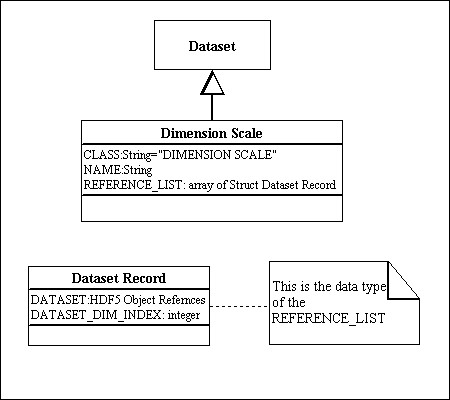 Dataset
Dimension Scale
CLASS:String="DIMENSION SCALE"
NAME:String
REFERENCE_LIST: array of Struct Dataset Record
Dataset Record
DATASET:HDF5 Object Refernces
DATASET_DIM_INDEX: integer
This is the data type
of the
REFERENCE_LIST